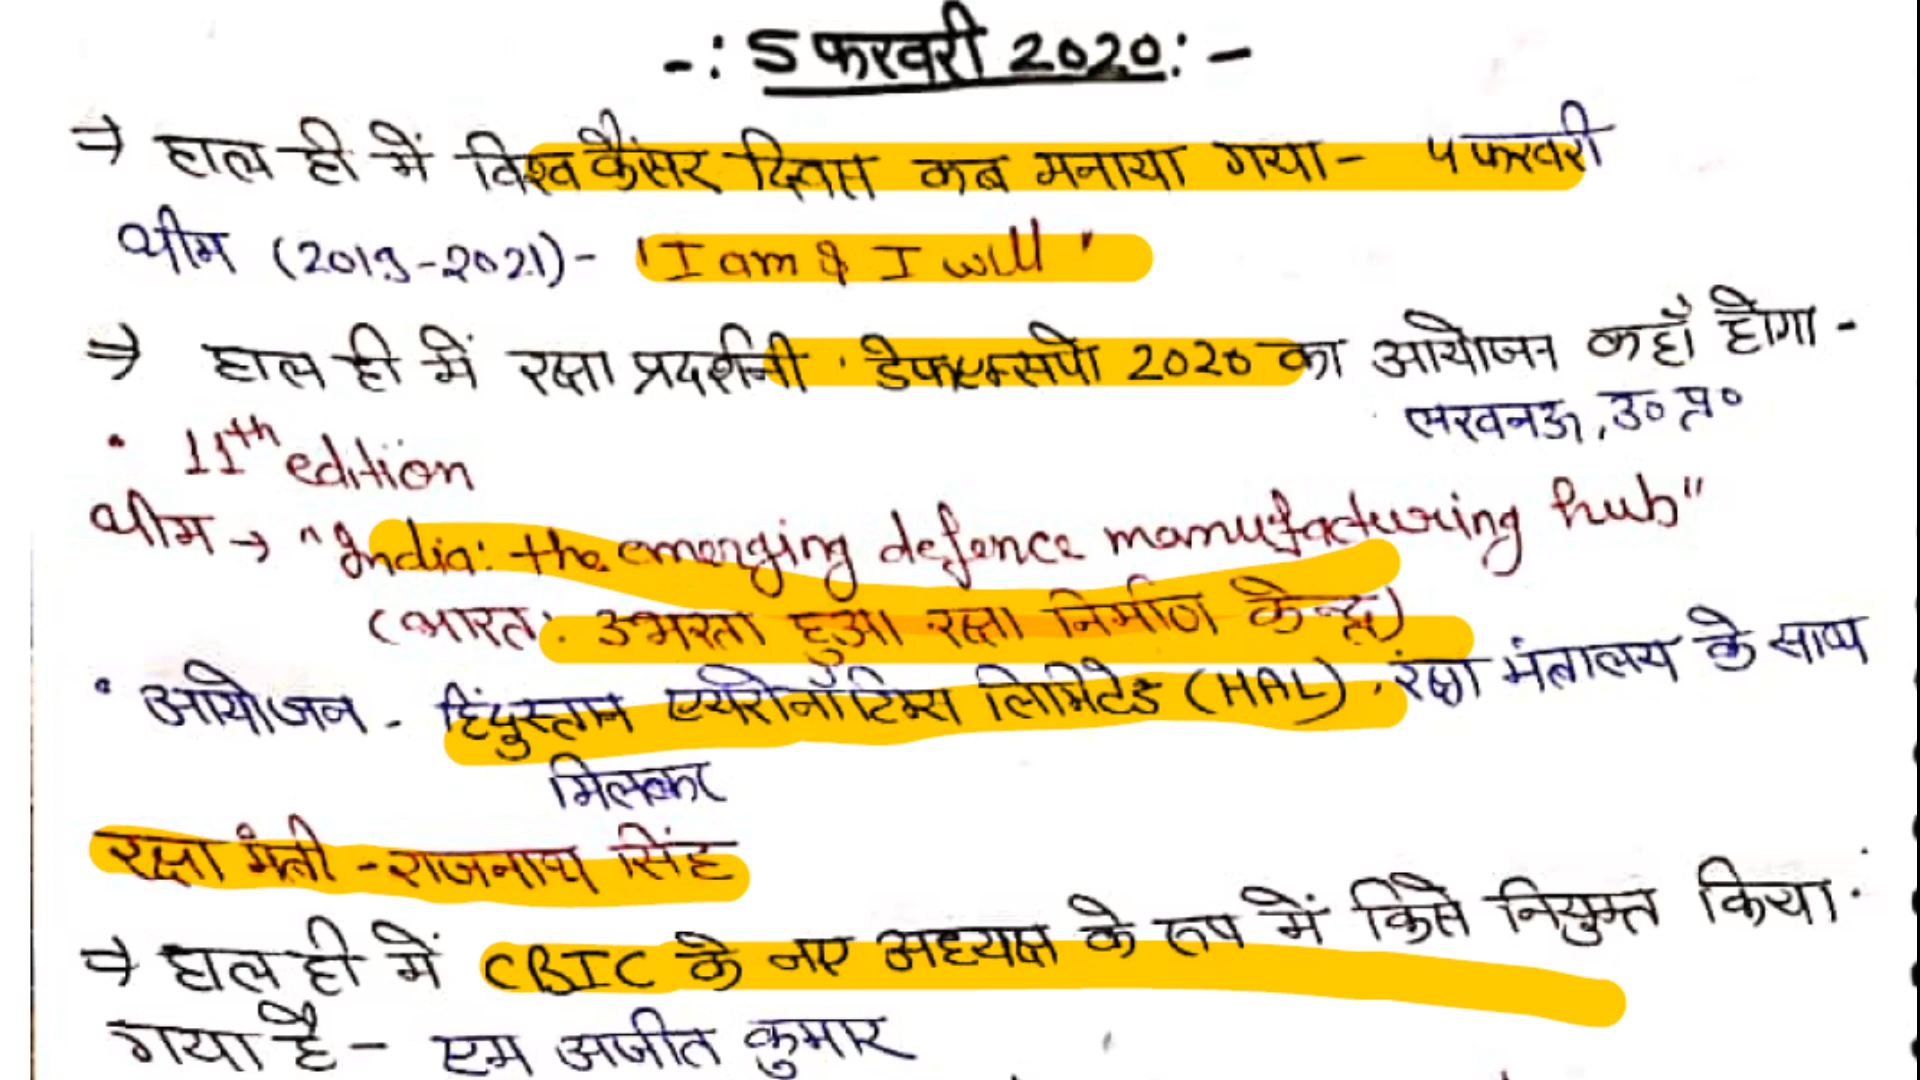 -: 5 फरवरी 2020: -
⇒ हाल ही में विश्व कैंसर दिवस कब मनाया गया- 4 फरवरी
थीम (2019-2021)- 'I am & I will'
⇒ हाल ही में रक्षा प्रदर्शनी 'डेफएक्सपो 2020 का आयोजन कहाँ होगा -
लखनऊ, उ० प्र०
• 11th edition
थीम → "India: the emerging defence manufacturing hub"
(भारत: उभरता हुआ रक्षा निर्माण केन्द्र)
• आयोजन - हिंदुस्तान एयरोनॉटिक्स लिमिटेड (HAL), रक्षा मंत्रालय के साथ
मिलकर
रक्षा मंत्री - राजनाथ सिंह
⇒ हाल ही में CBIC के नए अध्यक्ष के रूप में किसे नियुक्त किया
गया है - एम अजीत कुमार